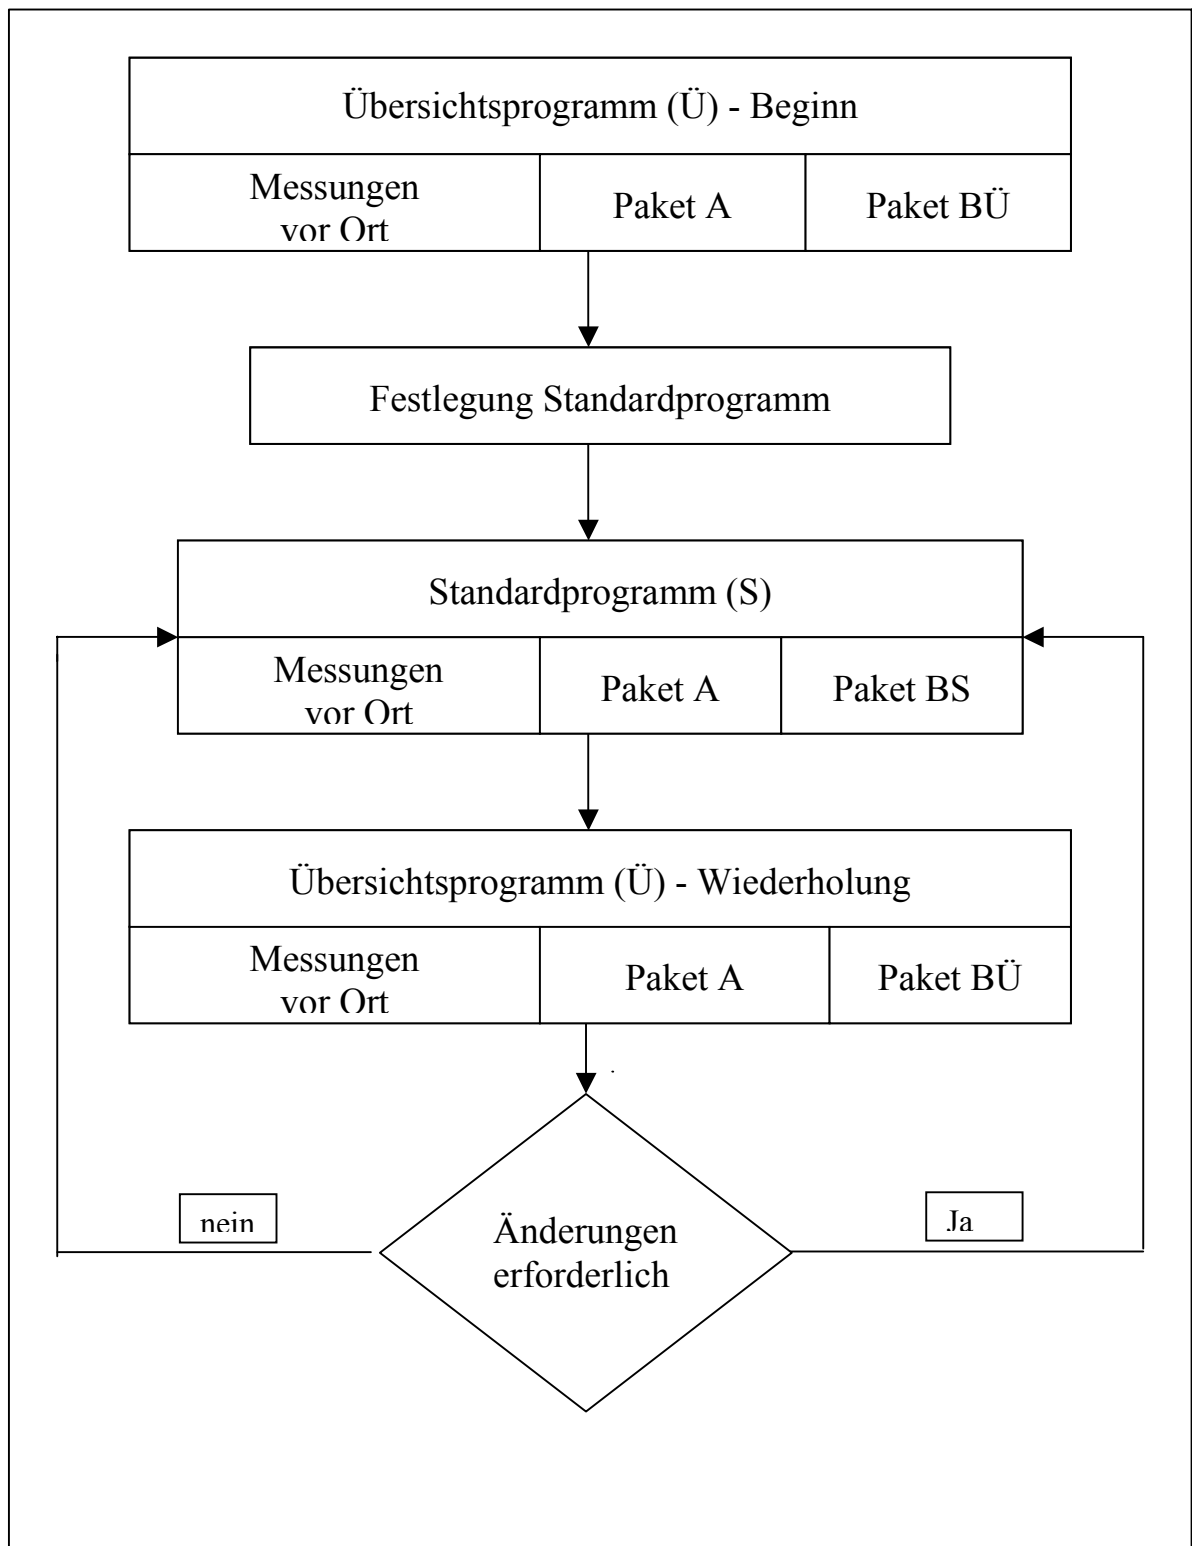 Übersichtsprogramm (Ü) - Beginn
Messungen
vor Ort
Paket A
Paket BÜ
Festlegung Standardprogramm
Standardprogramm (S)
Messungen
vor Ort
Paket A
Paket BS
Übersichtsprogramm (Ü) - Wiederholung
Messungen
vor Ort
Paket A
Paket BÜ
nein
Ja
Änderungen
erforderlich